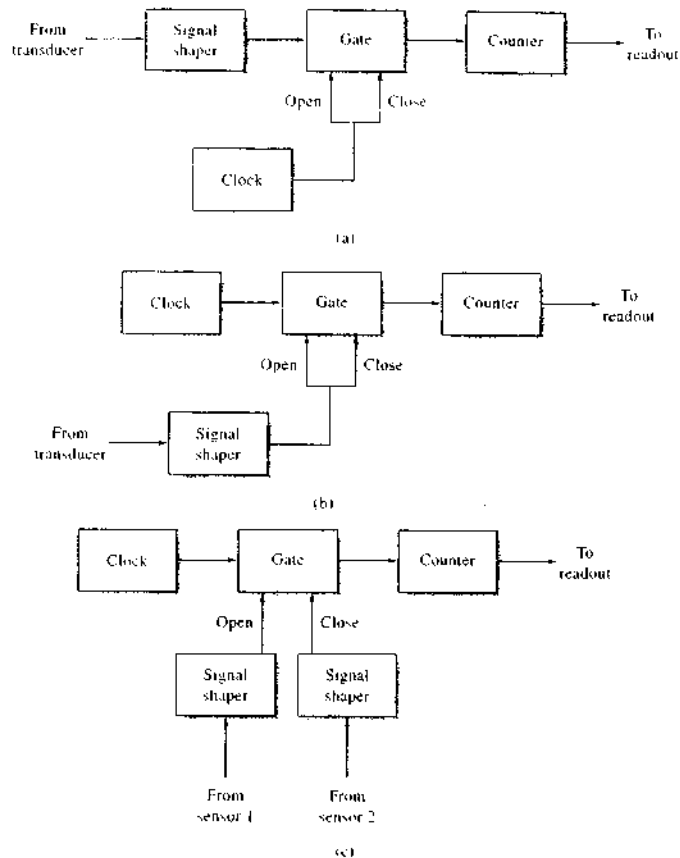 From
transducer
Signal
shaper
Gate
Counter
To
readout
Open
Close
Clock
(a)
Clock
Gate
Counter
To
readout
Open
Close
From
transducer
Signal
shaper
(b)
Clock
Gate
Counter
To
readout
Open
Close
Signal
shaper
Signal
shaper
From
sensor 1
From
sensor 2
(c)